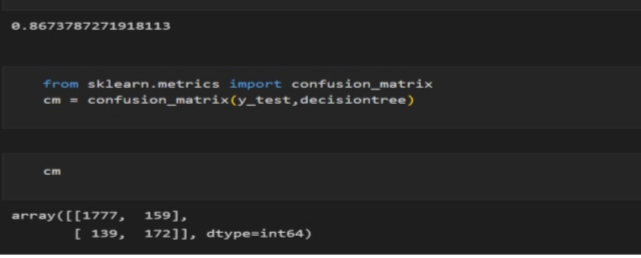 0.8673787271918113
from sklearn.metrics import confusion_matrix
cm = confusion_matrix(y_test,decisiontree)
cm
array([[1777,  159],
       [ 139,  172]], dtype=int64)